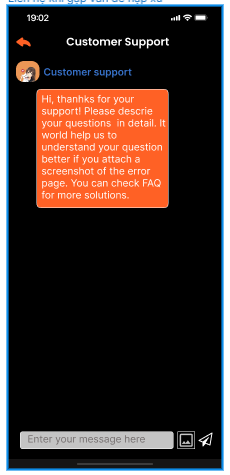 Liên hệ khi gặp vấn đề nạp xu
19:02
Customer Support
Customer support
Hi, thanhks for your
support! Please descrie
your questions in detail. It
world help us to
understand your question
better if you attach a
screenshot of the error
page. You can check FAQ
for more solutions.
Enter your message here